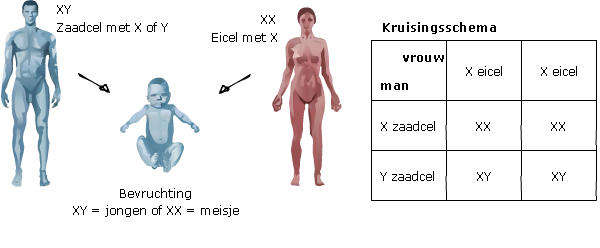 XY
Zaadcel met X of Y
XX
Eicel met X
Bevruchting
XY = jongen of XX = meisje
Kruisingsschema
vrouw
man
X eicel
X eicel
X zaadcel
XX
XX
Y zaadcel
XY
XY